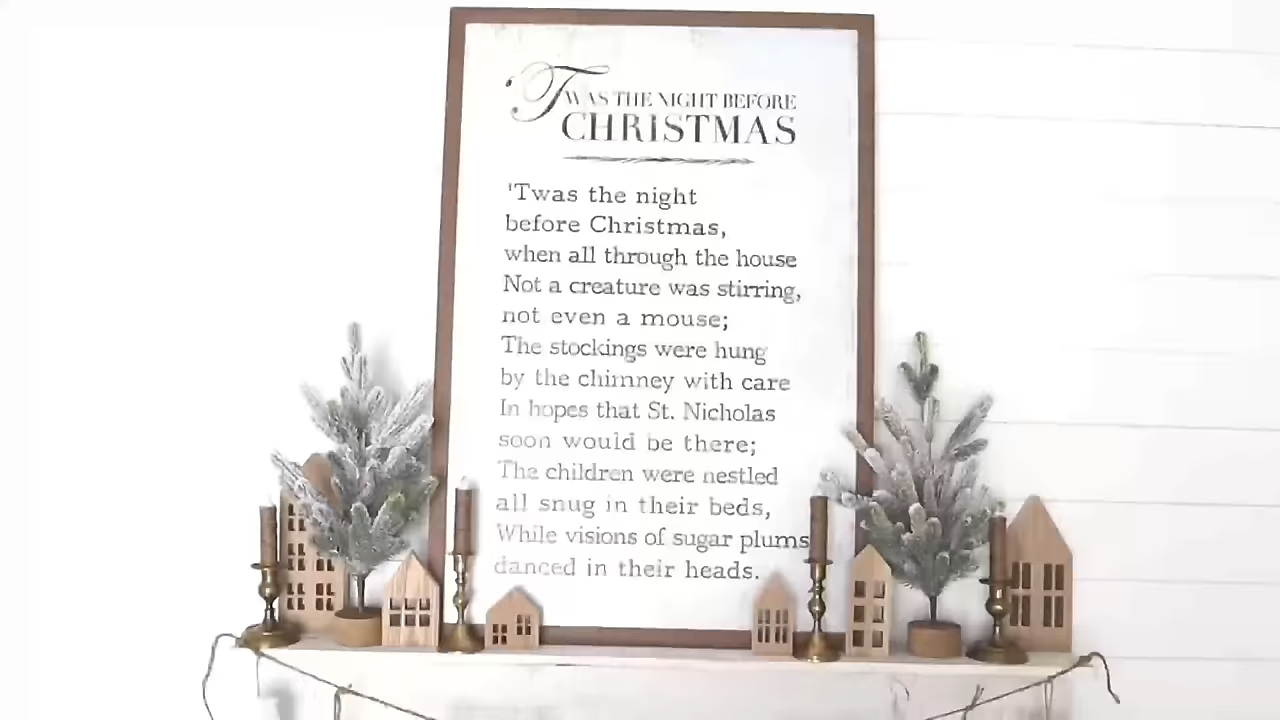 'TWAS THE NIGHT BEFORE
CHRISTMAS
'Twas the night
before Christmas,
when all through the house
Not a creature was stirring,
not even a mouse;
The stockings were hung
by the chimney with care
In hopes that St. Nicholas
soon would be there;
The children were nestled
all snug in their beds,
While visions of sugar plums
danced in their heads.